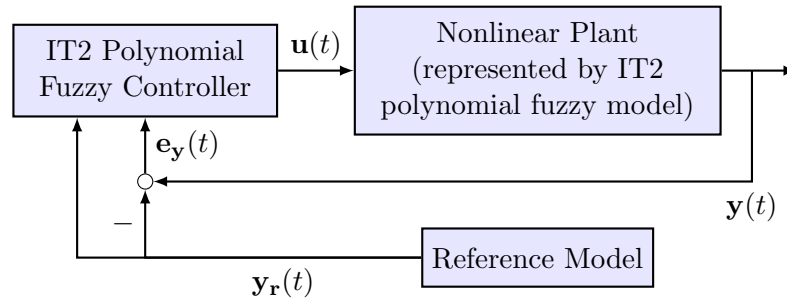 IT2 Polynomial
Fuzzy Controller
u(t)
Nonlinear Plant
(represented by IT2
polynomial fuzzy model)
e_y(t)
−
y(t)
y_r(t)
Reference Model